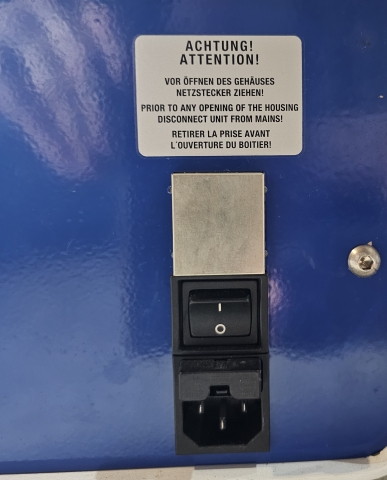 ACHTUNG!
ATTENTION!
VOR ÖFFNEN DES GEHÄUSES
NETZSTECKER ZIEHEN!
PRIOR TO ANY OPENING OF THE HOUSING
DISCONNECT UNIT FROM MAINS!
RETIRER LA PRISE AVANT
L´OUVERTURE DU BOITIER!